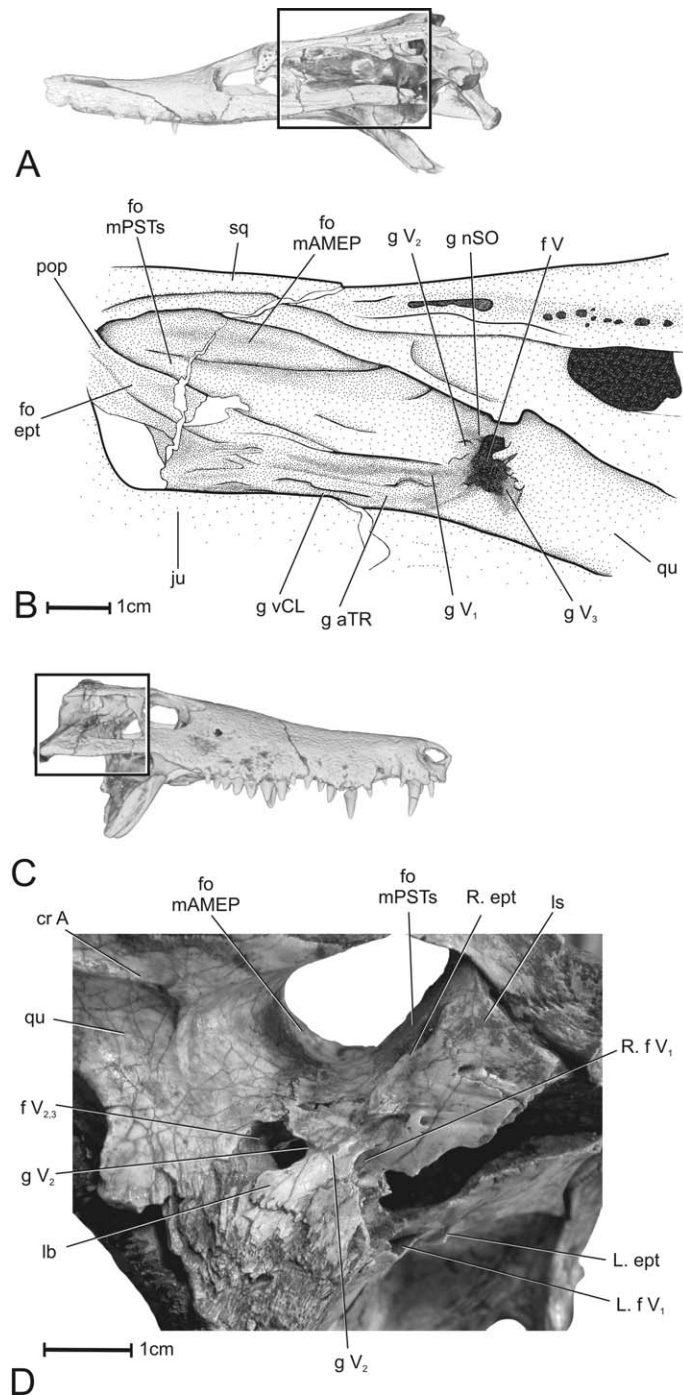 A
fo
mPSTs
sq
fo
mAMEP
g V₂
g nSO
f V
pop
fo
ept
ju
g vCL
g aTR
g V₁
g V₃
qu
B
1cm
C
fo
mAMEP
fo
mPSTs
R. ept
ls
cr A
qu
R. f V₁
f V₂,₃
g V₂
lb
L. ept
L. f V₁
g V₂
1cm
D